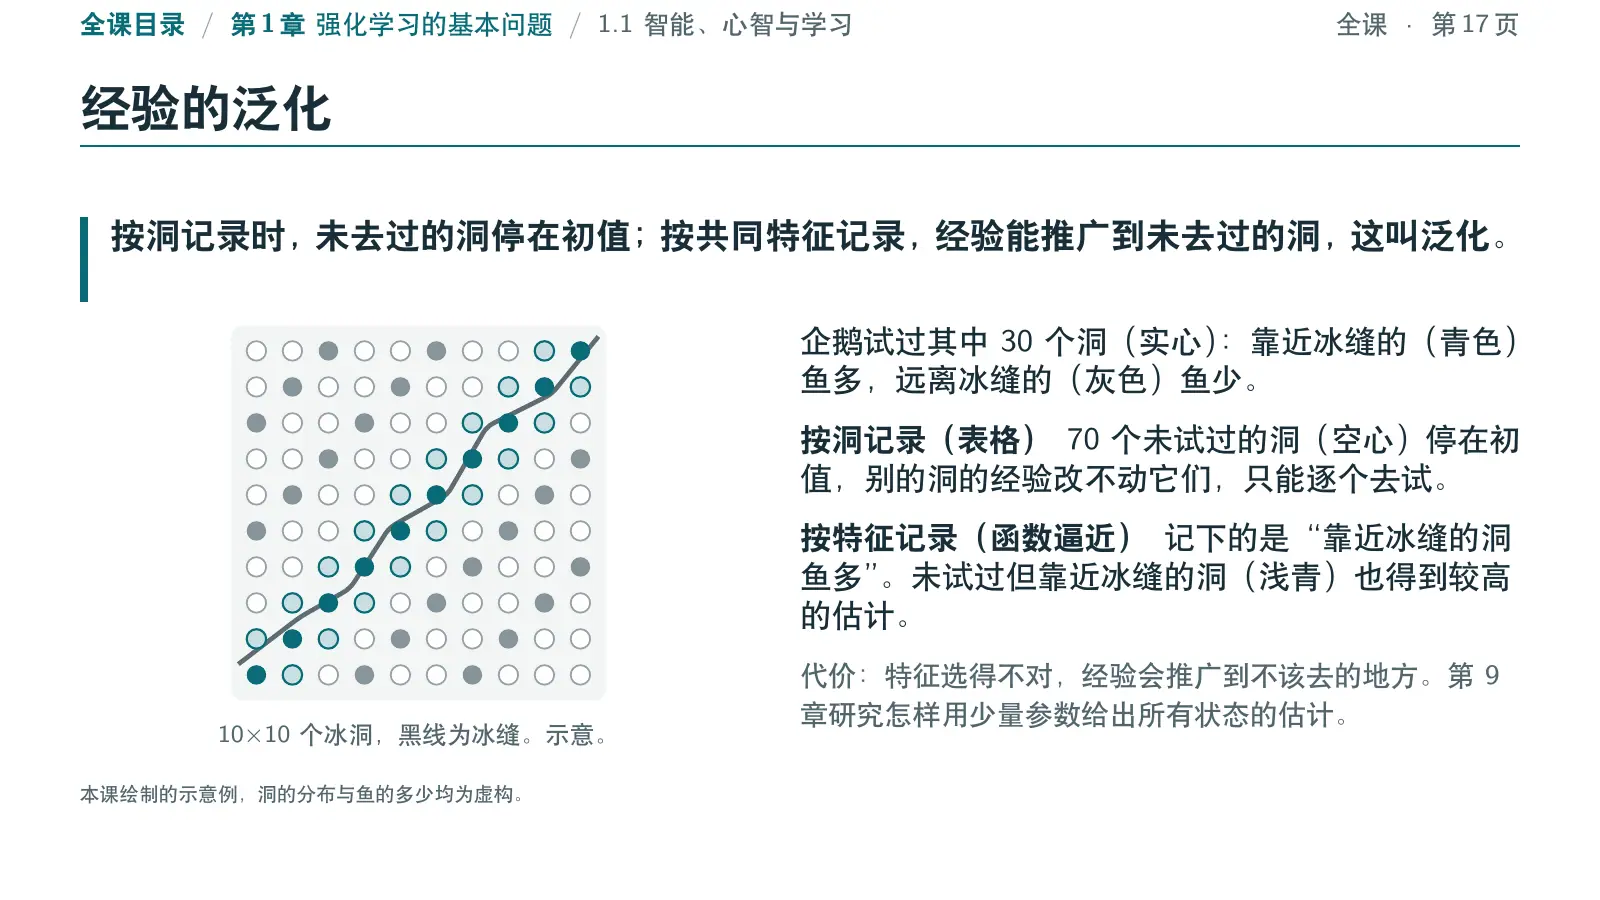 全课目录 / 第1章 强化学习的基本问题 / 1.1 智能、心智与学习
全课 · 第17页
经验的泛化
按洞记录时，未去过的洞停在初值；按共同特征记录，经验能推广到未去过的洞，这叫泛化。
企鹅试过其中 30 个洞（实心）：靠近冰缝的（青色）
鱼多，远离冰缝的（灰色）鱼少。
按洞记录（表格） 70 个未试过的洞（空心）停在初
值，别的洞的经验改不动它们，只能逐个去试。
按特征记录（函数逼近） 记下的是“靠近冰缝的洞
鱼多”。未试过但靠近冰缝的洞（浅青）也得到较高
的估计。
代价：特征选得不对，经验会推广到不该去的地方。第 9
章研究怎样用少量参数给出所有状态的估计。
10×10 个冰洞，黑线为冰缝。示意。
本课绘制的示意例，洞的分布与鱼的多少均为虚构。